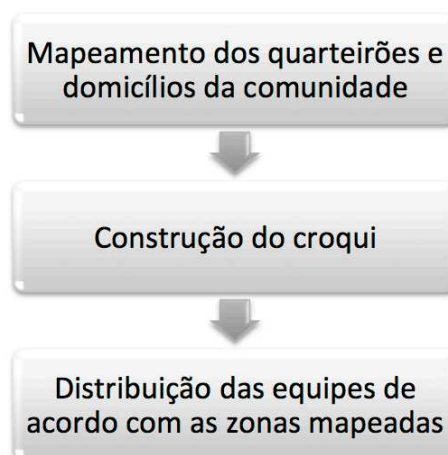 Mapeamento dos quarteirões e
domicílios da comunidade
Construção do croqui
Distribuição das equipes de
acordo com as zonas mapeadas